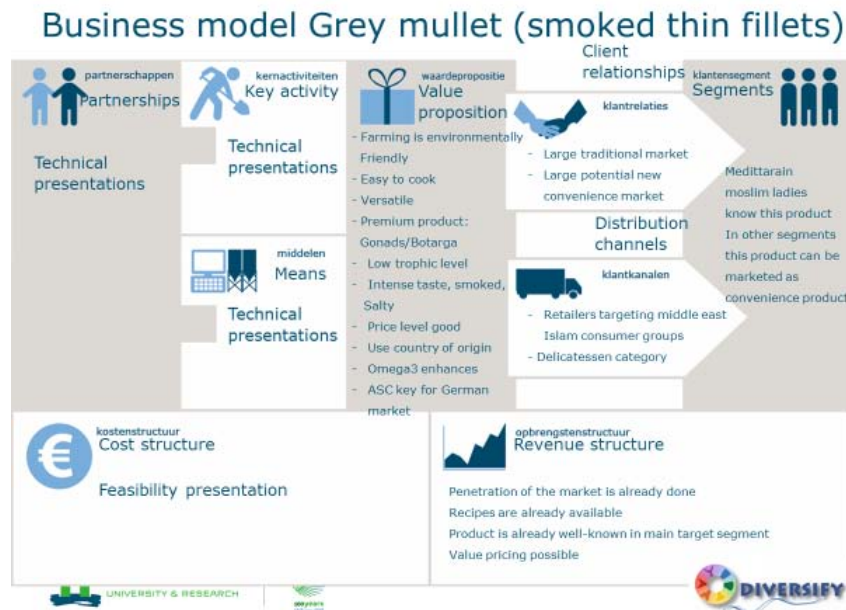 Business model Grey mullet (smoked thin fillets)
partnerschappen
Partnerships
Technical
presentations
kernactiviteiten
Key activity
Technical
presentations
middelen
Means
Technical
presentations
waardepropositie
Value
proposition
- Farming is environmentally
Friendly
- Easy to cook
- Versatile
- Premium product:
Gonads/Botarga
- Low trophic level
- Intense taste, smoked,
Salty
- Price level good
- Use country of origin
- Omega3 enhances
- ASC key for German
market
Client
relationships
klantrelaties
- Large traditional market
- Large potential new
convenience market
Distribution
channels
klantkanalen
- Retailers targeting middle east
Islam consumer groups
- Delicatessen category
klantensegment
Segments
Medittarain
moslim ladies
know this product
In other segments
this product can be
marketed as
convenience product
kostenstructuur
Cost structure
Feasibility presentation
opbrengstenstructuur
Revenue structure
Penetration of the market is already done
Recipes are already available
Product is already well-known in main target segment
Value pricing possible
UNIVERSITY & RESEARCH
DIVERSIFY